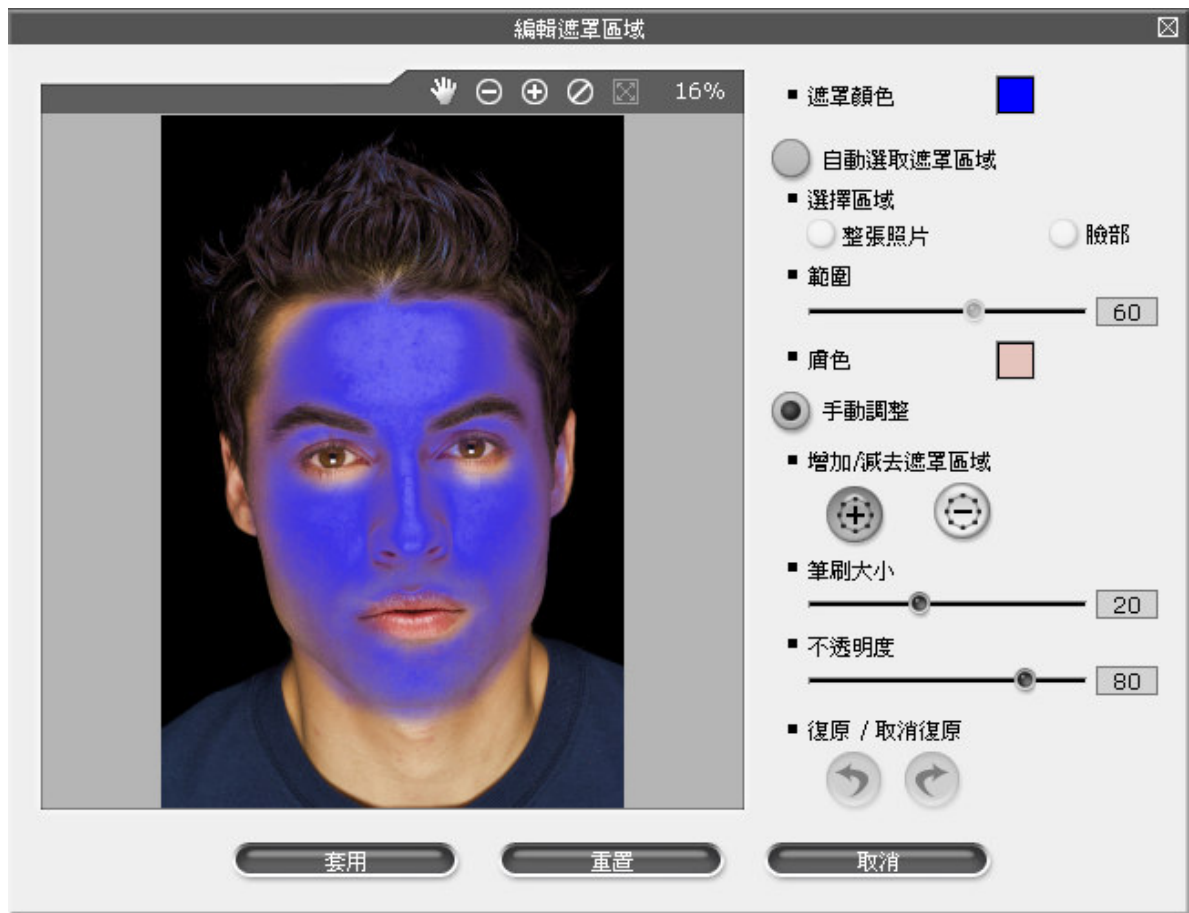 編輯遮罩區域
16%
遮罩顏色
自動選取遮罩區域
選擇區域
整張照片 臉部
範圍
60
膚色
手動調整
增加/減去遮罩區域
筆刷大小
20
不透明度
80
復原 / 取消復原
套用 重置 取消